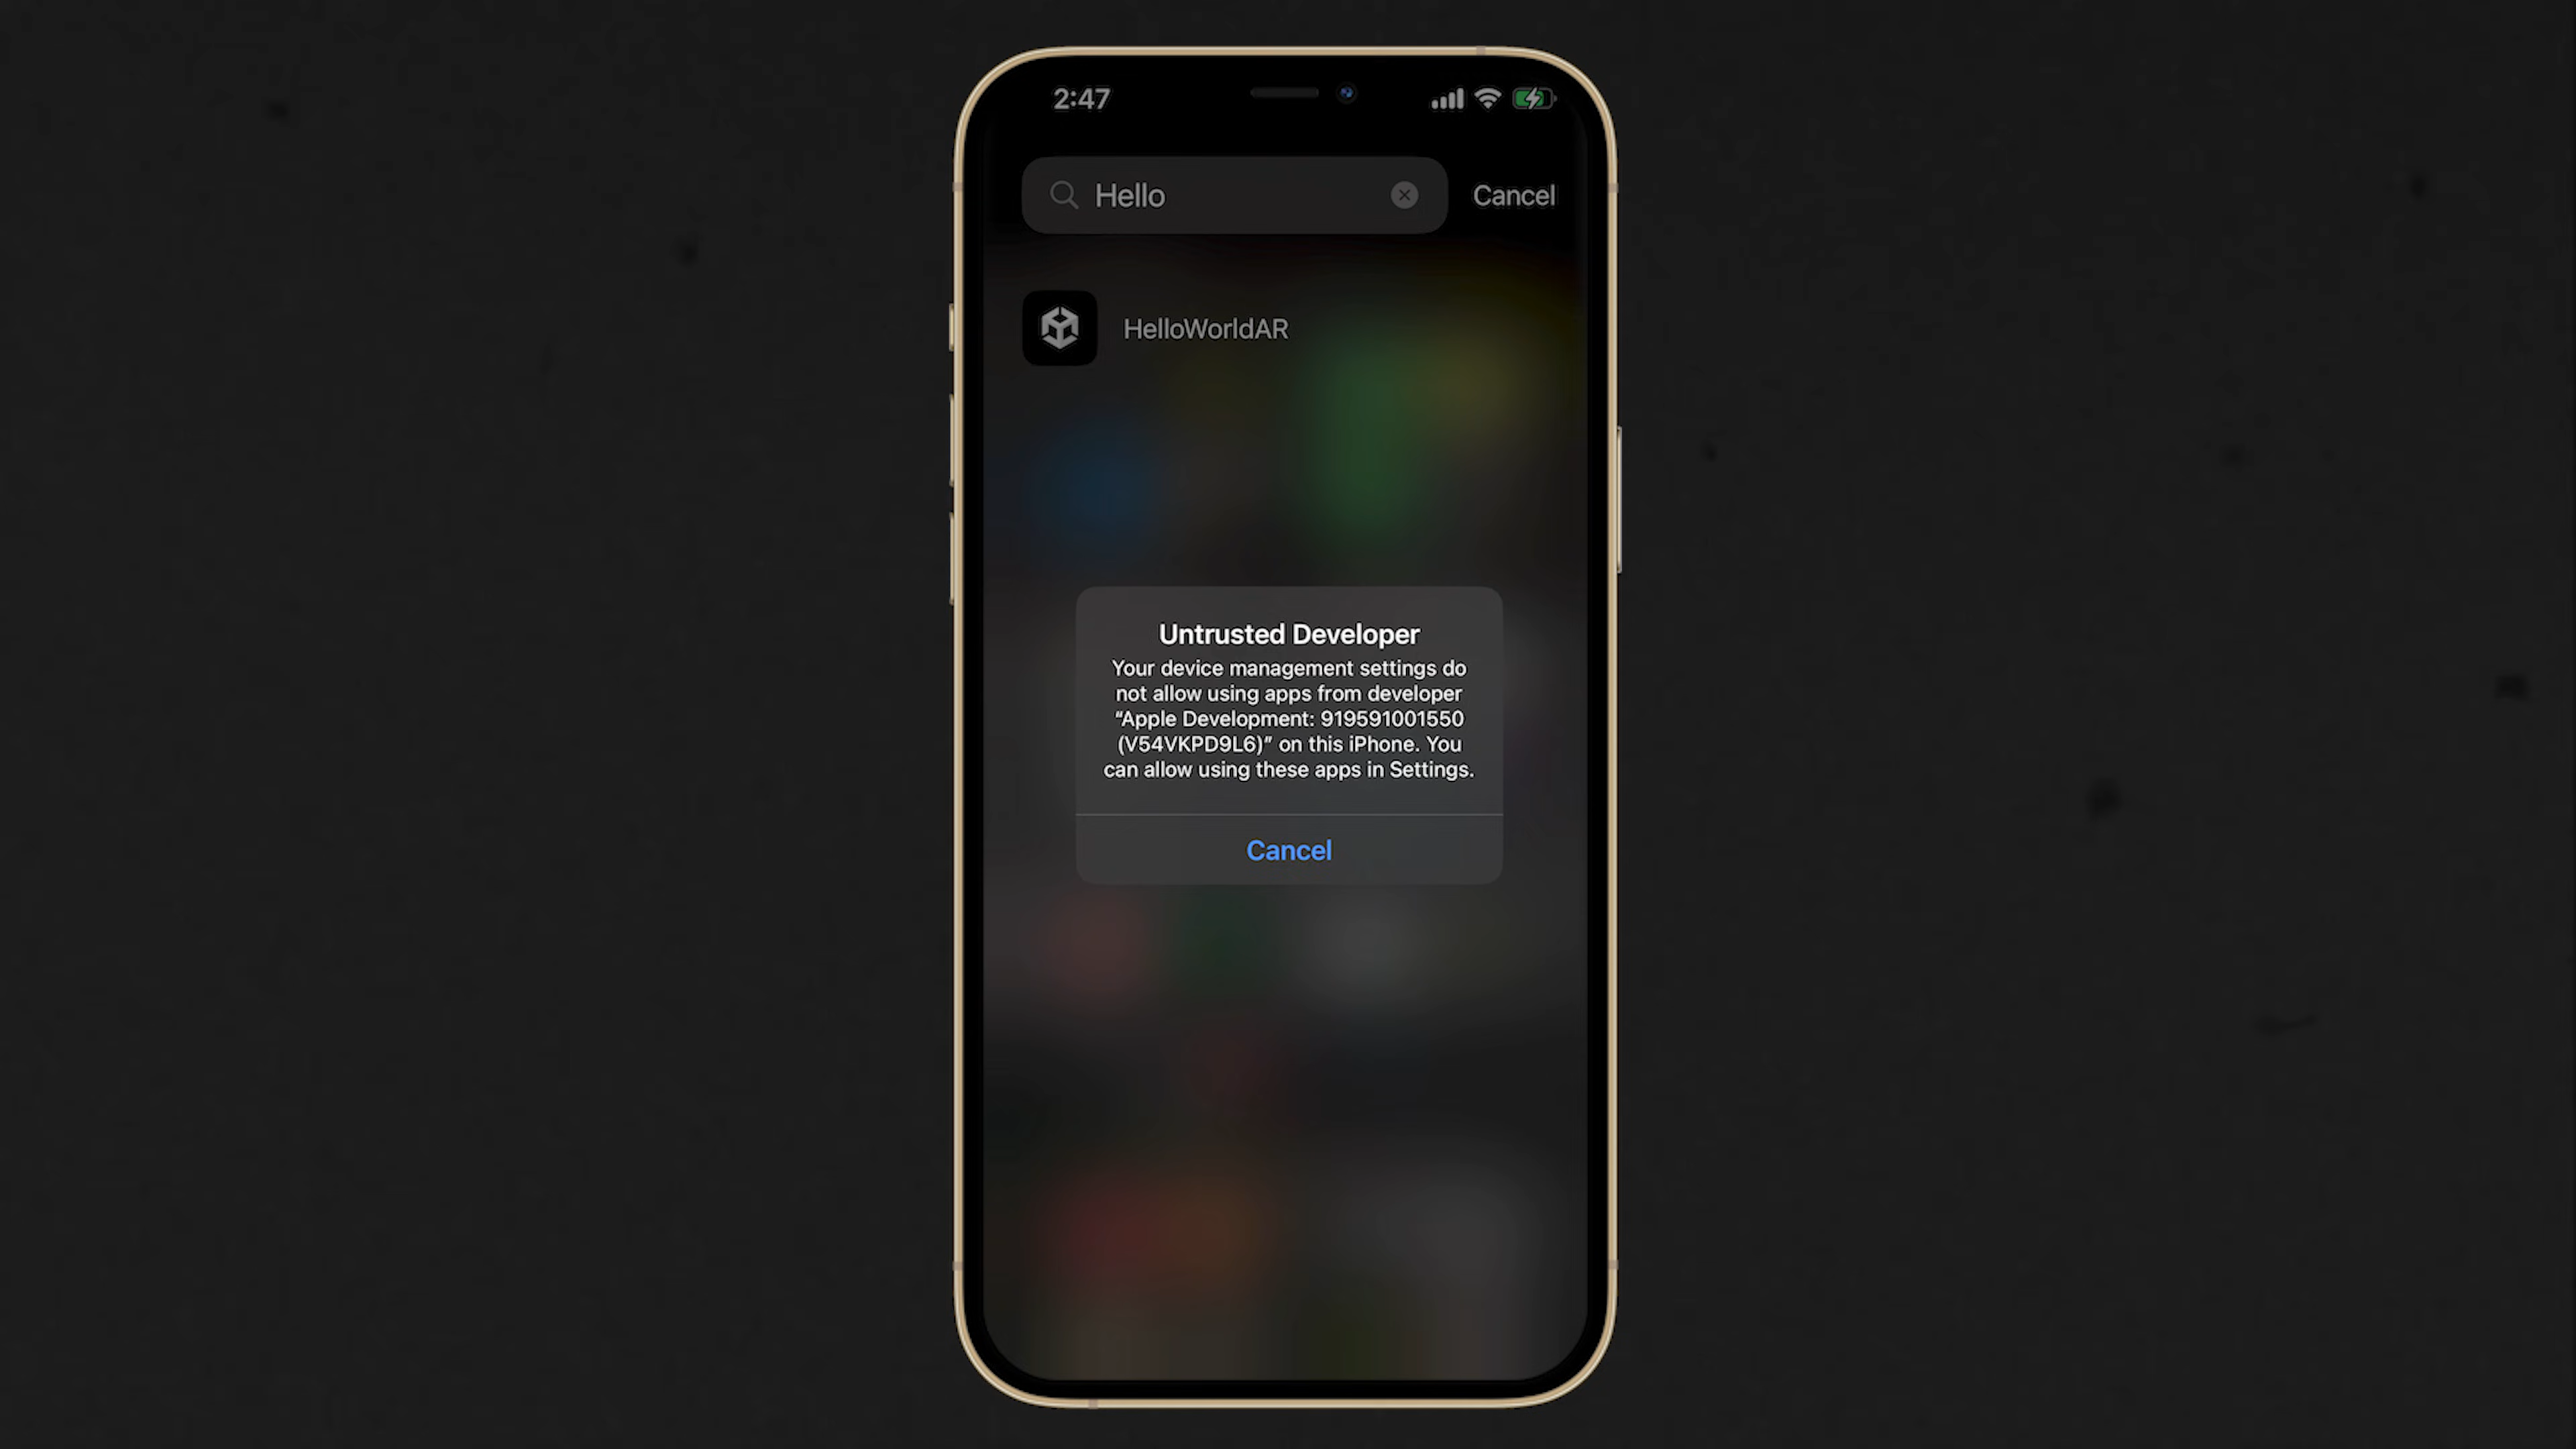 2:47
Hello
Cancel
HelloWorldAR
Untrusted Developer
Your device management settings do
not allow using apps from developer
“Apple Development: 919591001550
(V54VKPD9L6)” on this iPhone. You
can allow using these apps in Settings.
Cancel